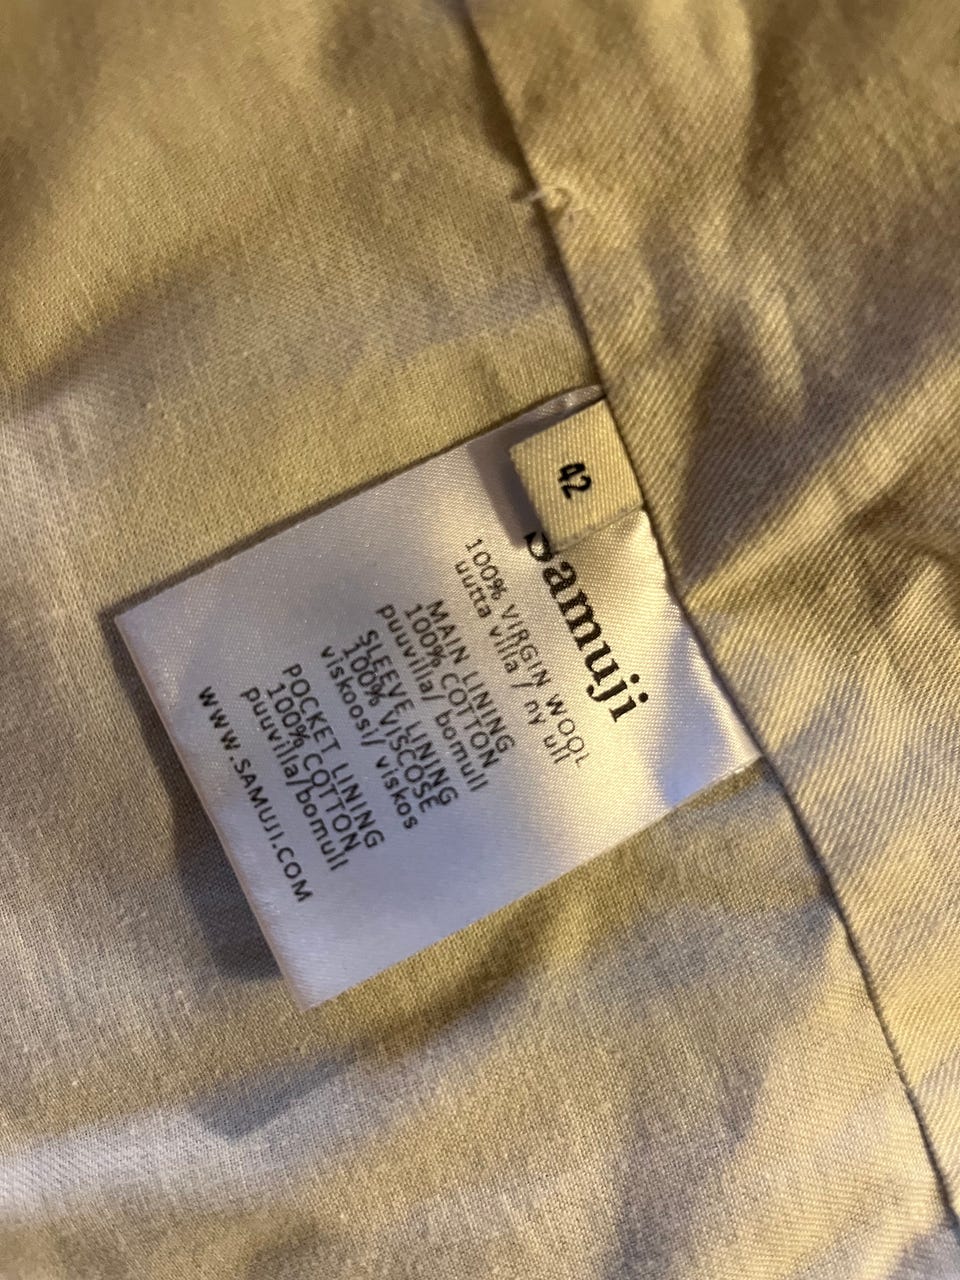 42
Samuji
100% VIRGIN WOOL
uutta villa / ny ull
MAIN LINING
100% COTTON
puuvilla/ bomull
SLEEVE LINING
100% VISCOSE
viskoosi/ viskos
POCKET LINING
100% COTTON
puuvilla/bomull
WWW.SAMUJI.COM